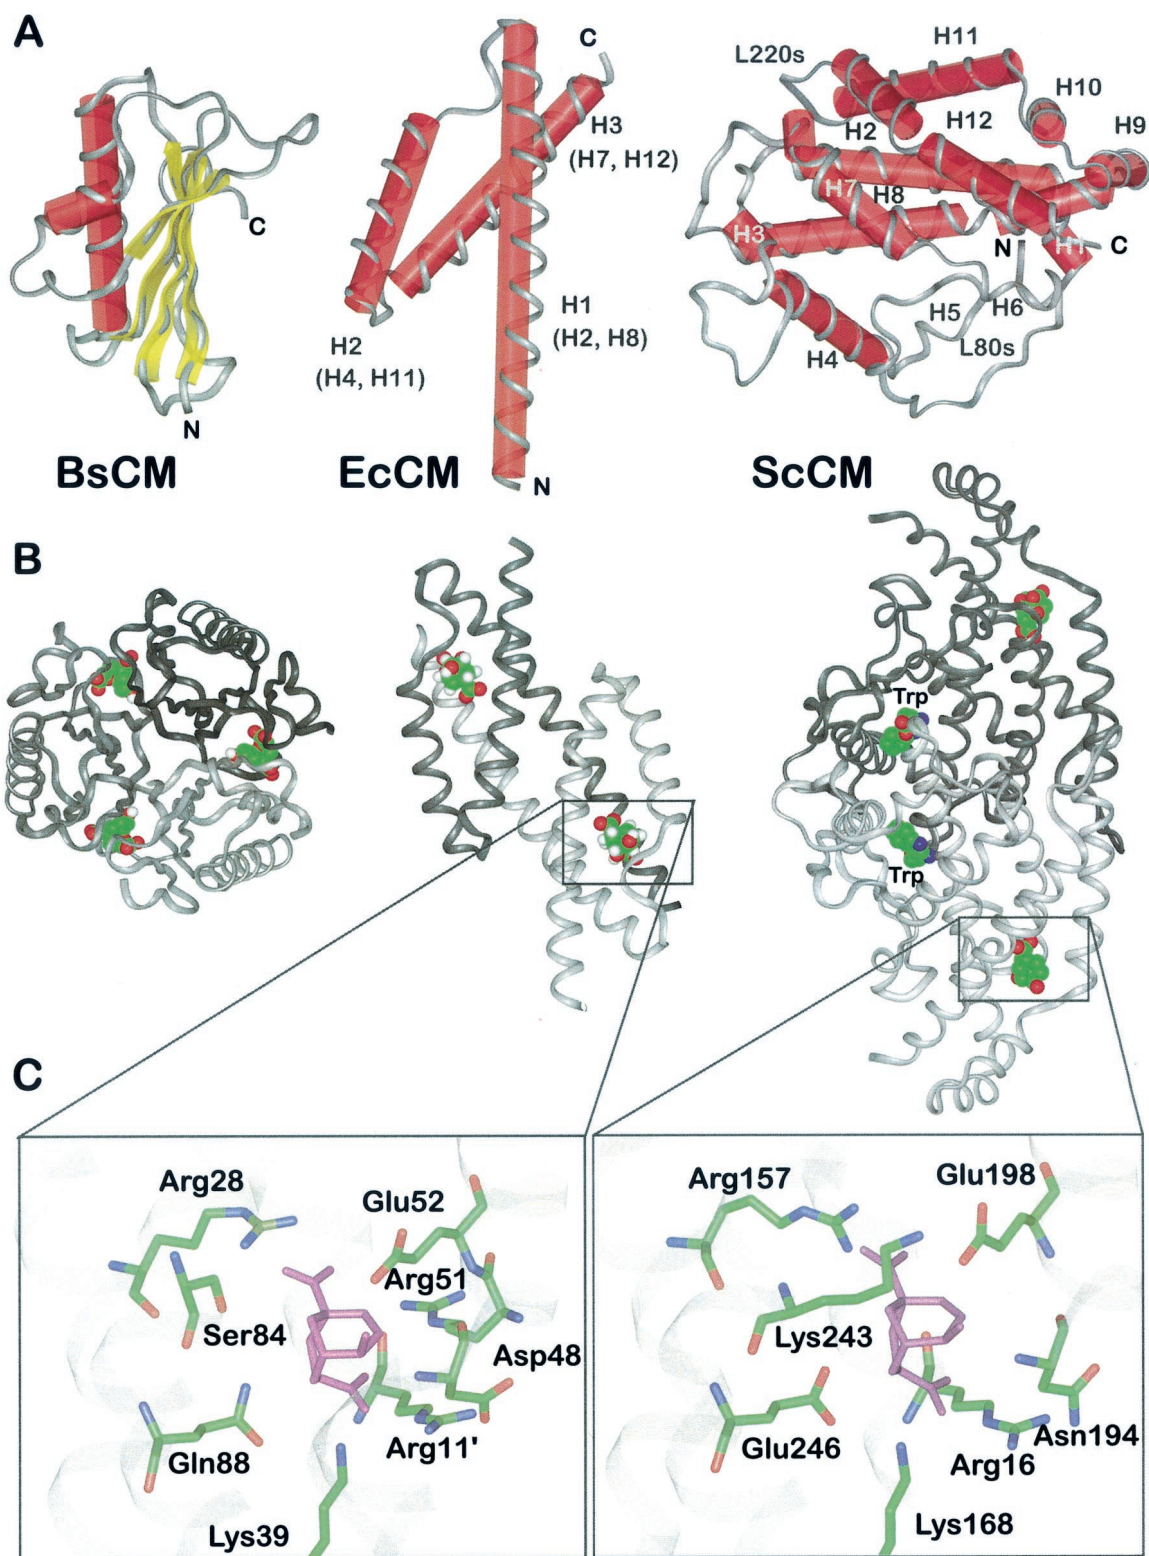 A
C
N
BsCM
C
H3
(H7, H12)
H1
(H2, H8)
H2
(H4, H11)
N
EcCM
L220s
H11
H10
H9
H2
H12
H7
H8
H3
N
H1
C
H5
H6
L80s
H4
ScCM
B
Trp
Trp
C
Arg28
Glu52
Arg51
Ser84
Asp48
Gln88
Arg11'
Lys39
Arg157
Glu198
Lys243
Glu246
Asn194
Arg16
Lys168